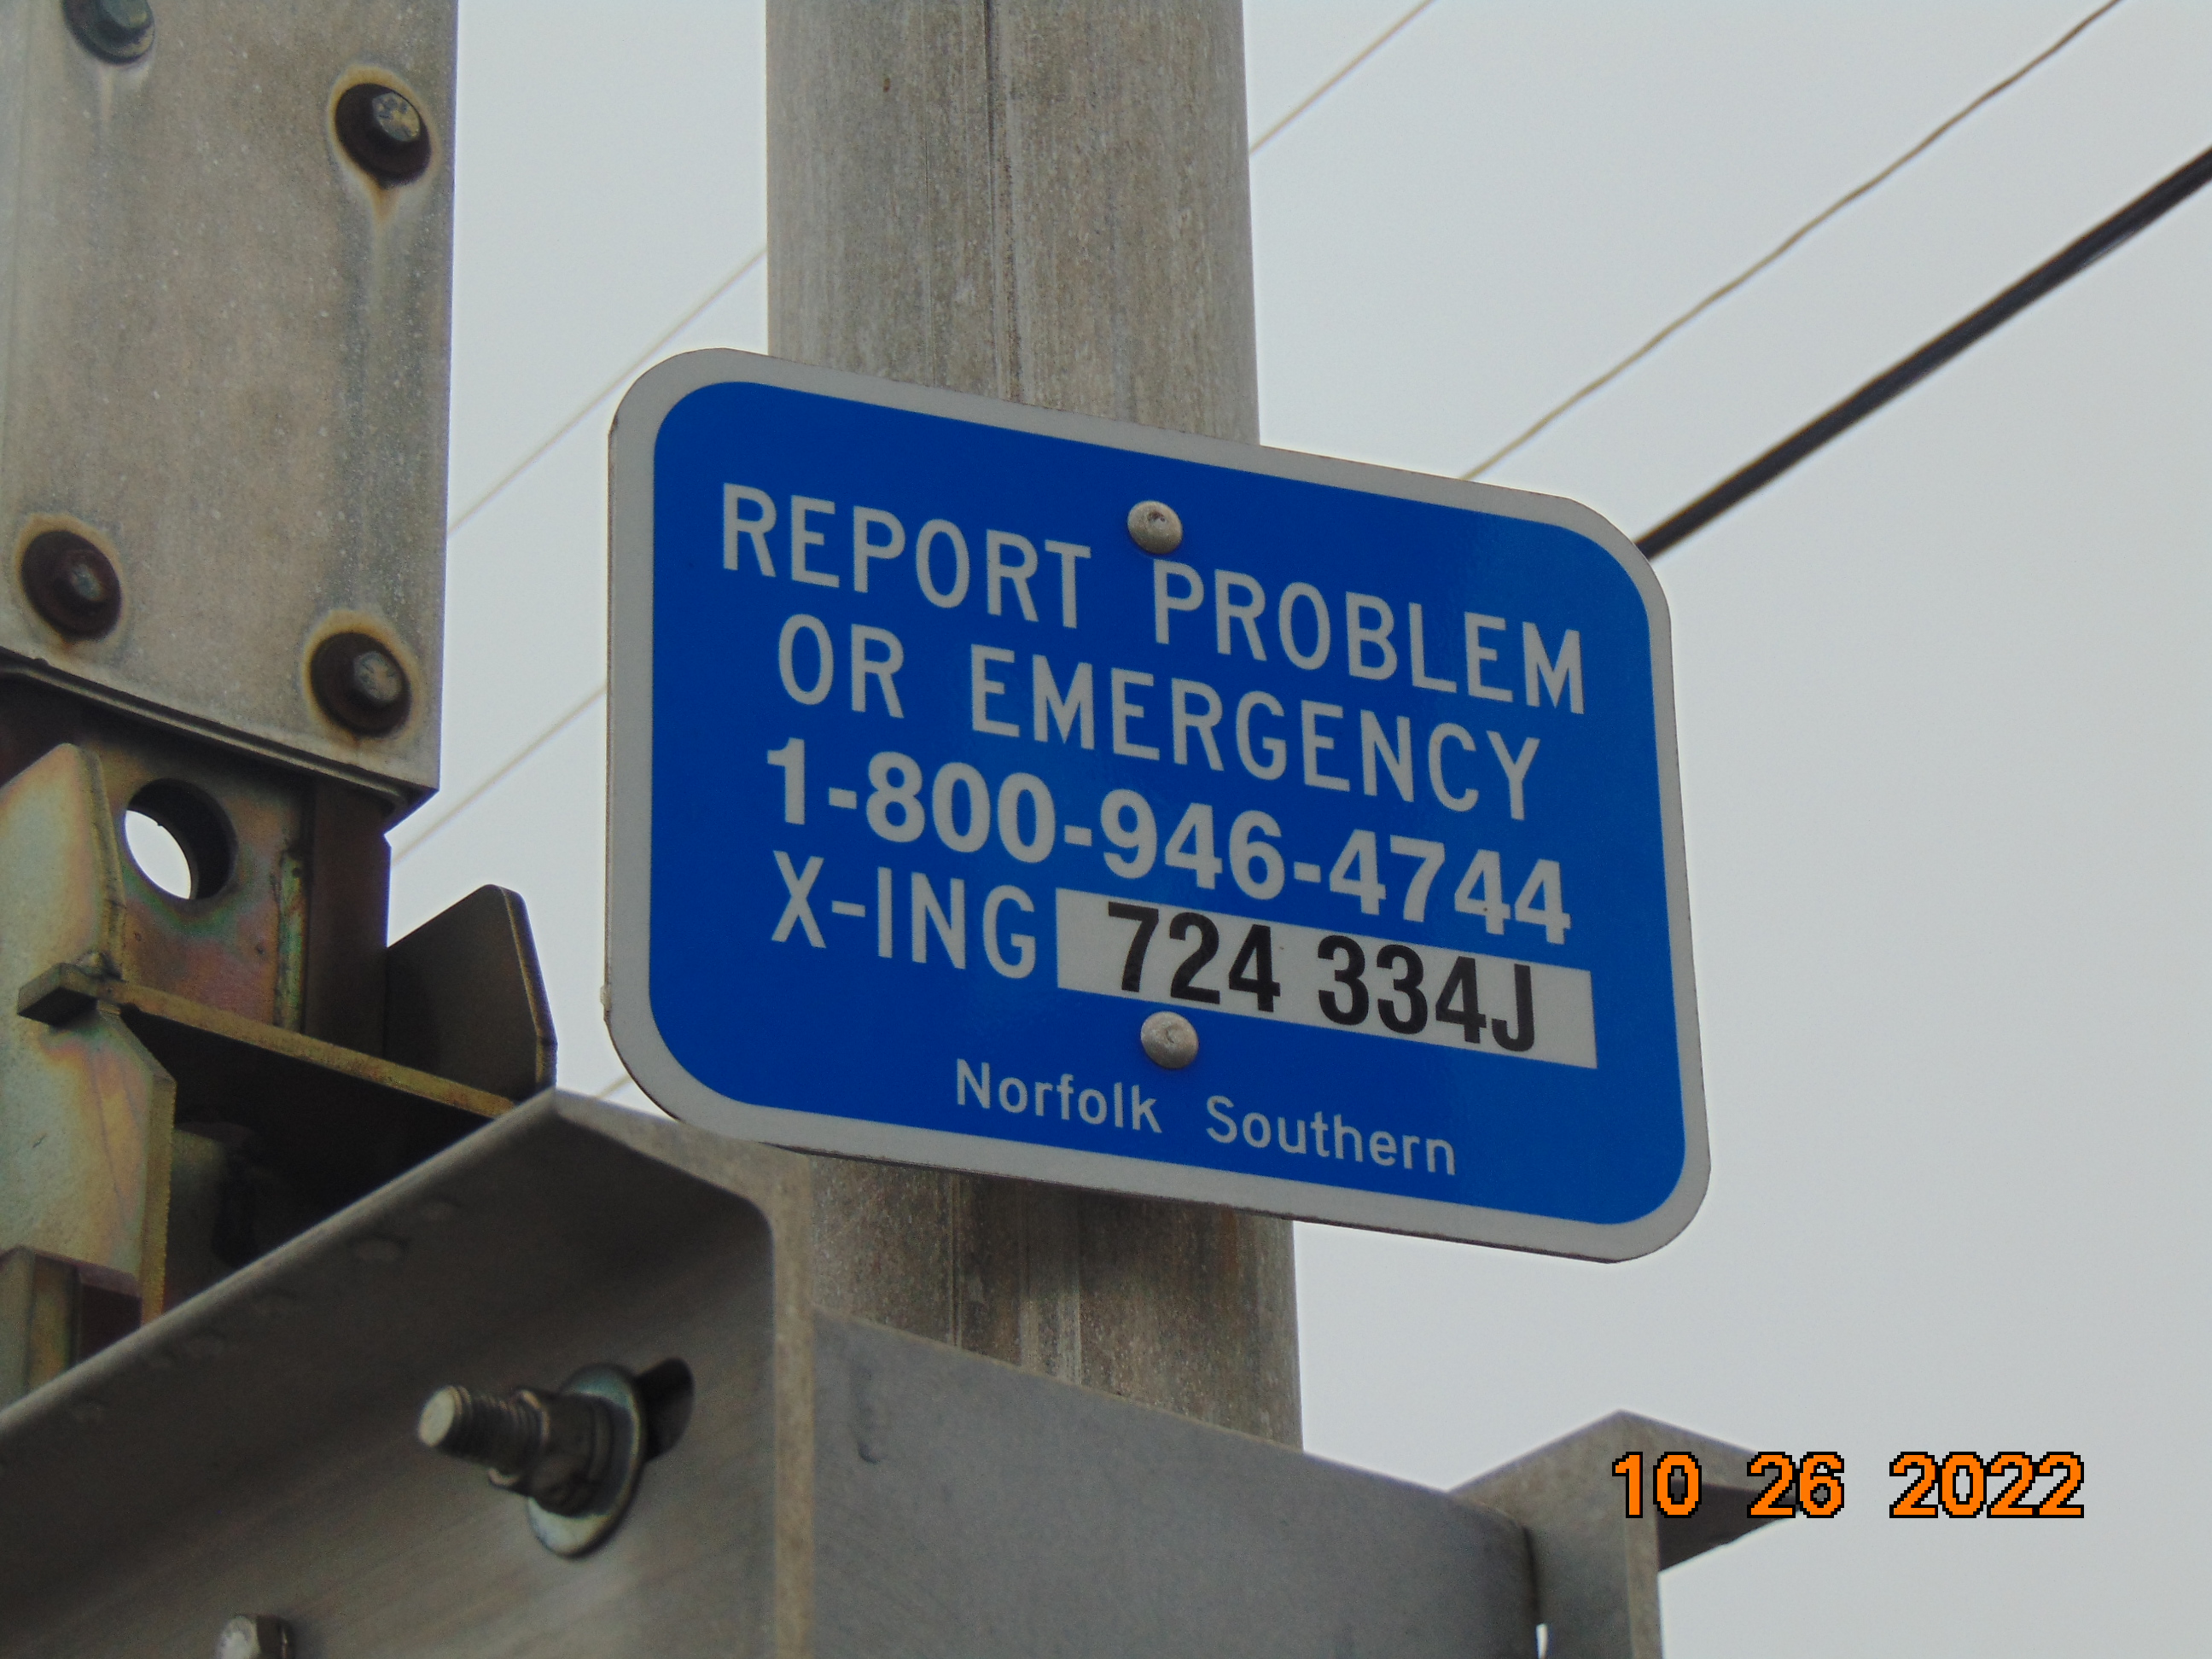 REPORT PROBLEM
OR EMERGENCY
1-800-946-4744
X-ING 724 334J
Norfolk Southern
10 26 2022